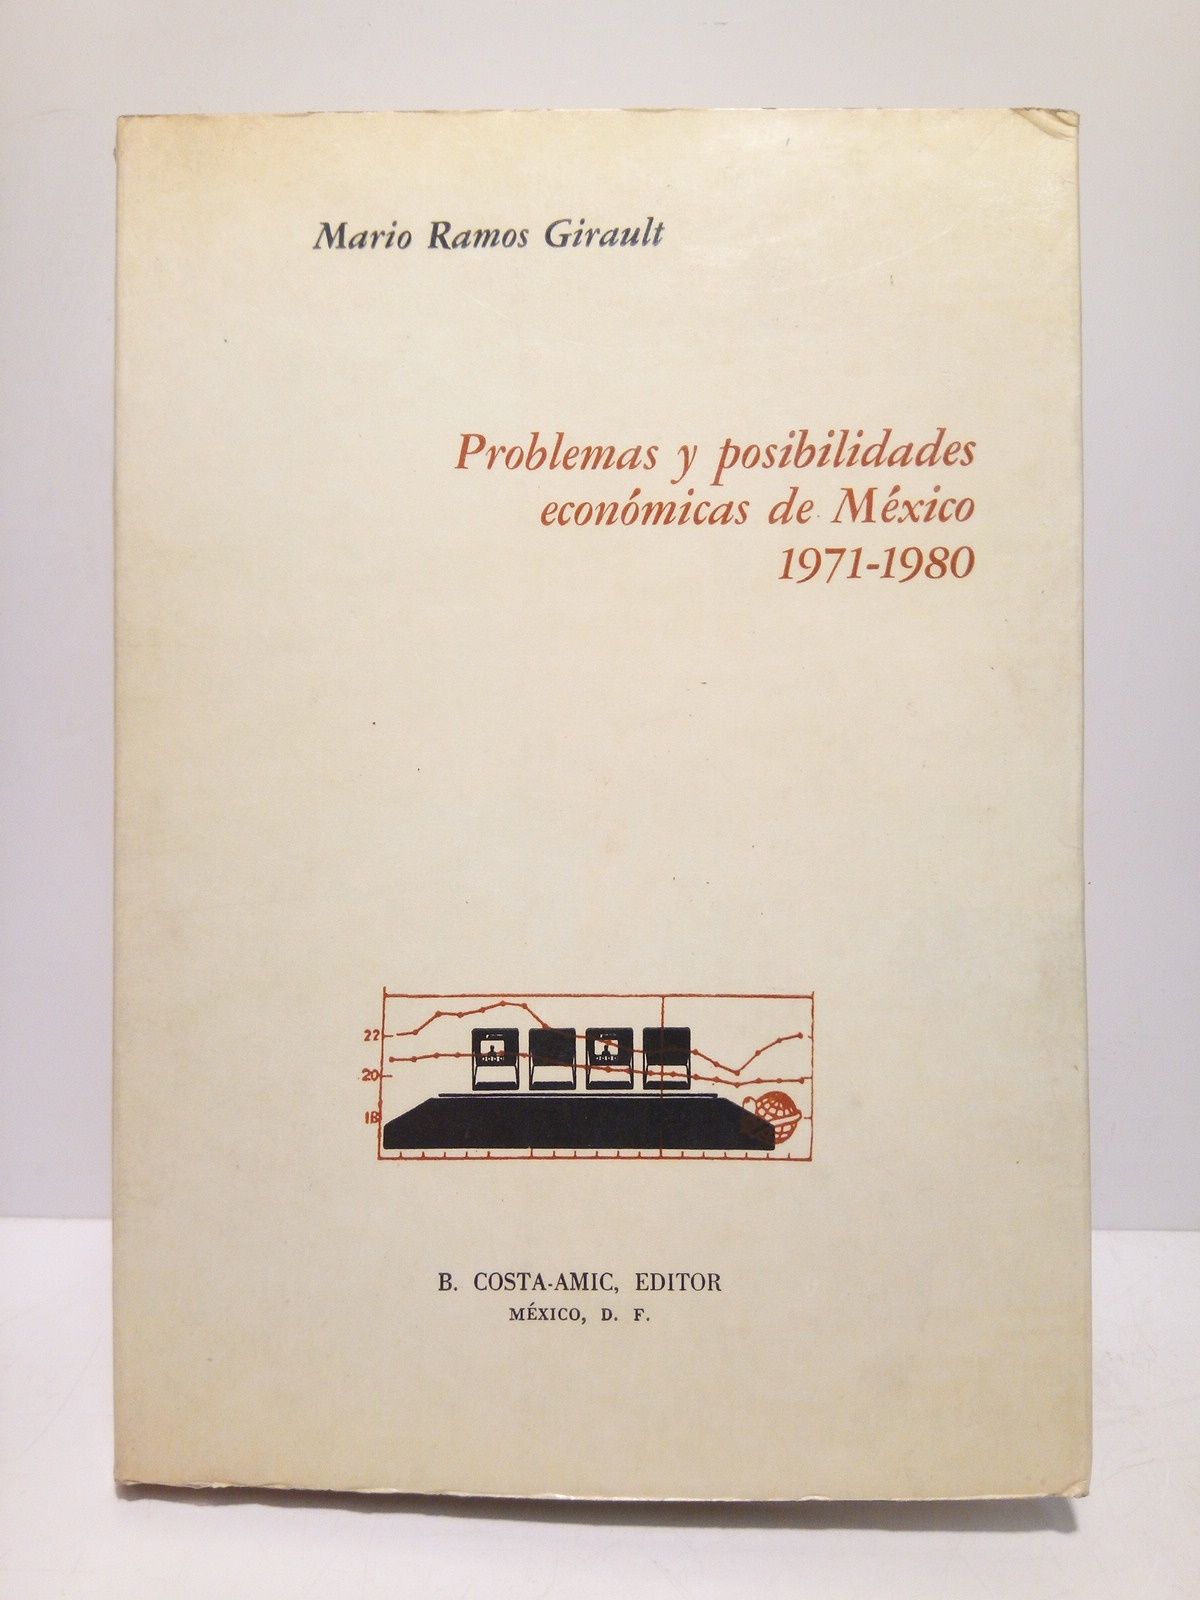 Mario Ramos Girault
Problemas y posibilidades
económicas de México
1971-1980
22
20
18
B. COSTA-AMIC, EDITOR
MÉXICO, D. F.